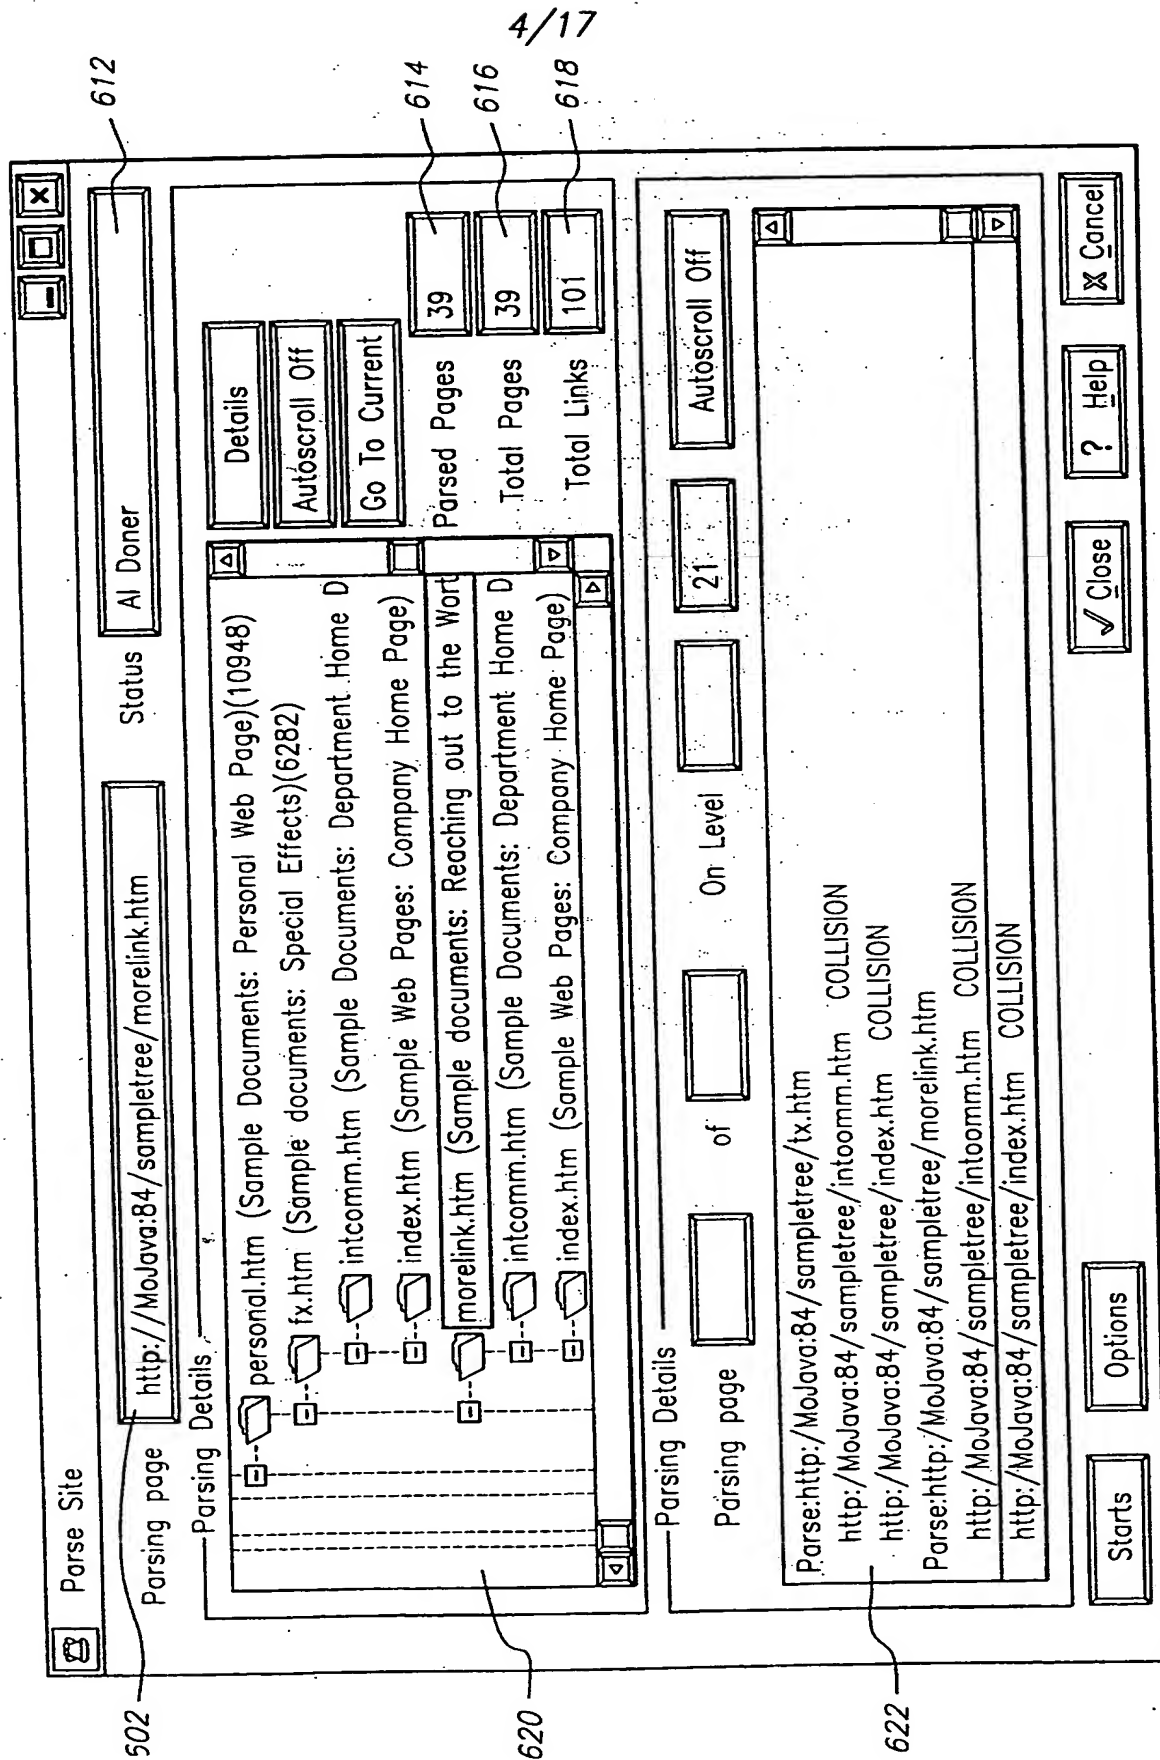 4/17
Parse Site
Parsing page
http://MoJava:84/sampletree/morelink.htm
Status
Al Doner
612
502
Parsing Details
personal.htm (Sample Documents: Personal Web Page)(10948)
fx.htm (Sample documents: Special Effects)(6282)
intcomm.htm (Sample Documents: Department Home D
index.htm (Sample Web Pages: Company Home Page)
morelink.htm (Sample documents: Reaching out to the Wort
intcomm.htm (Sample Documents: Department Home D
index.htm (Sample Web Pages: Company Home Page)
Details
Autoscroll Off
Go To Current
Parsed Pages 39
614
Total Pages 39
616
Total Links 101
618
620
Parsing Details
Parsing page of On Level 21 Autoscroll Off
Parse:http:/MoJava:84/sampletree/tx.htm
http:/MoJava:84/sampletree/intoomm.htm COLLISION
http:/MoJava:84/sampletree/index.htm COLLISION
Parse:http:/MoJava:84/sampletree/morelink.htm
http:/MoJava:84/sampletree/intoomm.htm COLLISION
http:/MoJava:84/sampletree/index.htm COLLISION
622
Starts
Options
Close
? Help
X Cancel